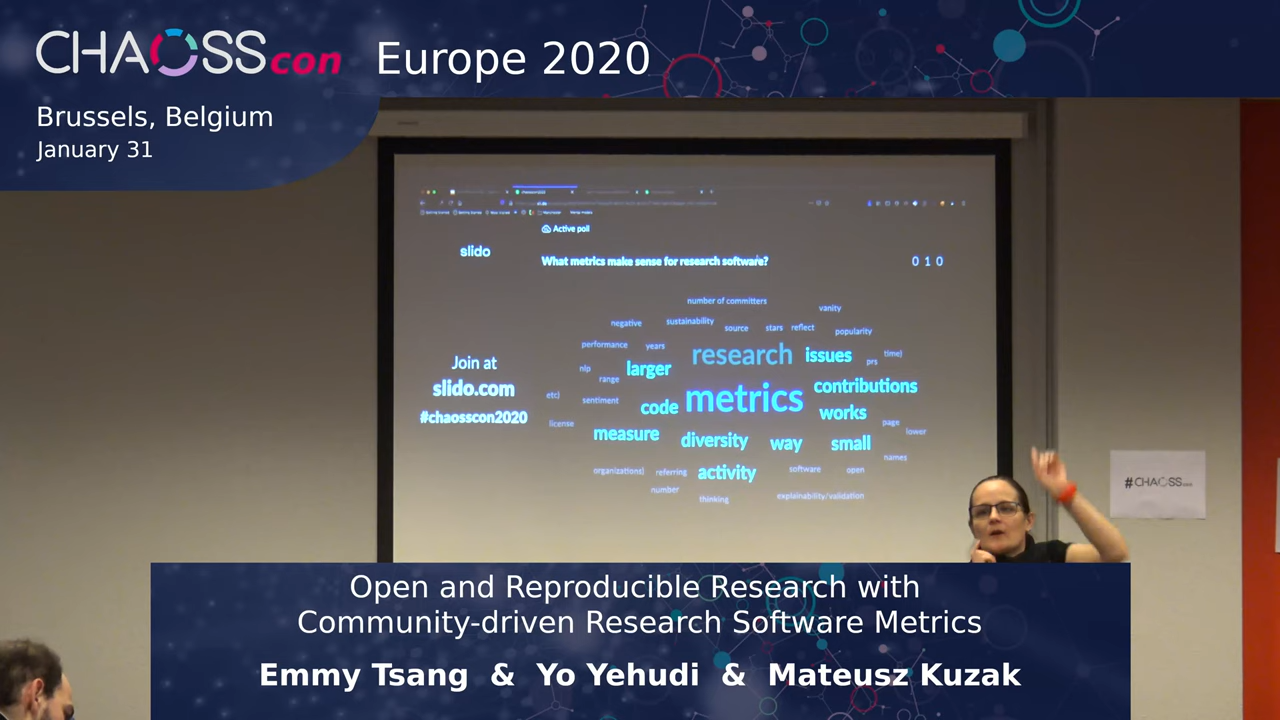 CHAOSScon Europe 2020
Brussels, Belgium
January 31
Active poll
slido
What metrics make sense for research software?
0 1 0
number of committers
vanity
negative
sustainability
source
stars
reflect
popularity
performance
years
research
issues
prs
time)
nlp
larger
range
contributions
etc)
sentiment
code
metrics
works
license
page
lower
measure
diversity
way
small
names
organizations)
referring
activity
software
open
number
thinking
explainability/validation
Join at
slido.com
#chaosscon2020
#CHAOSScon
Open and Reproducible Research with
Community-driven Research Software Metrics
Emmy Tsang & Yo Yehudi & Mateusz Kuzak